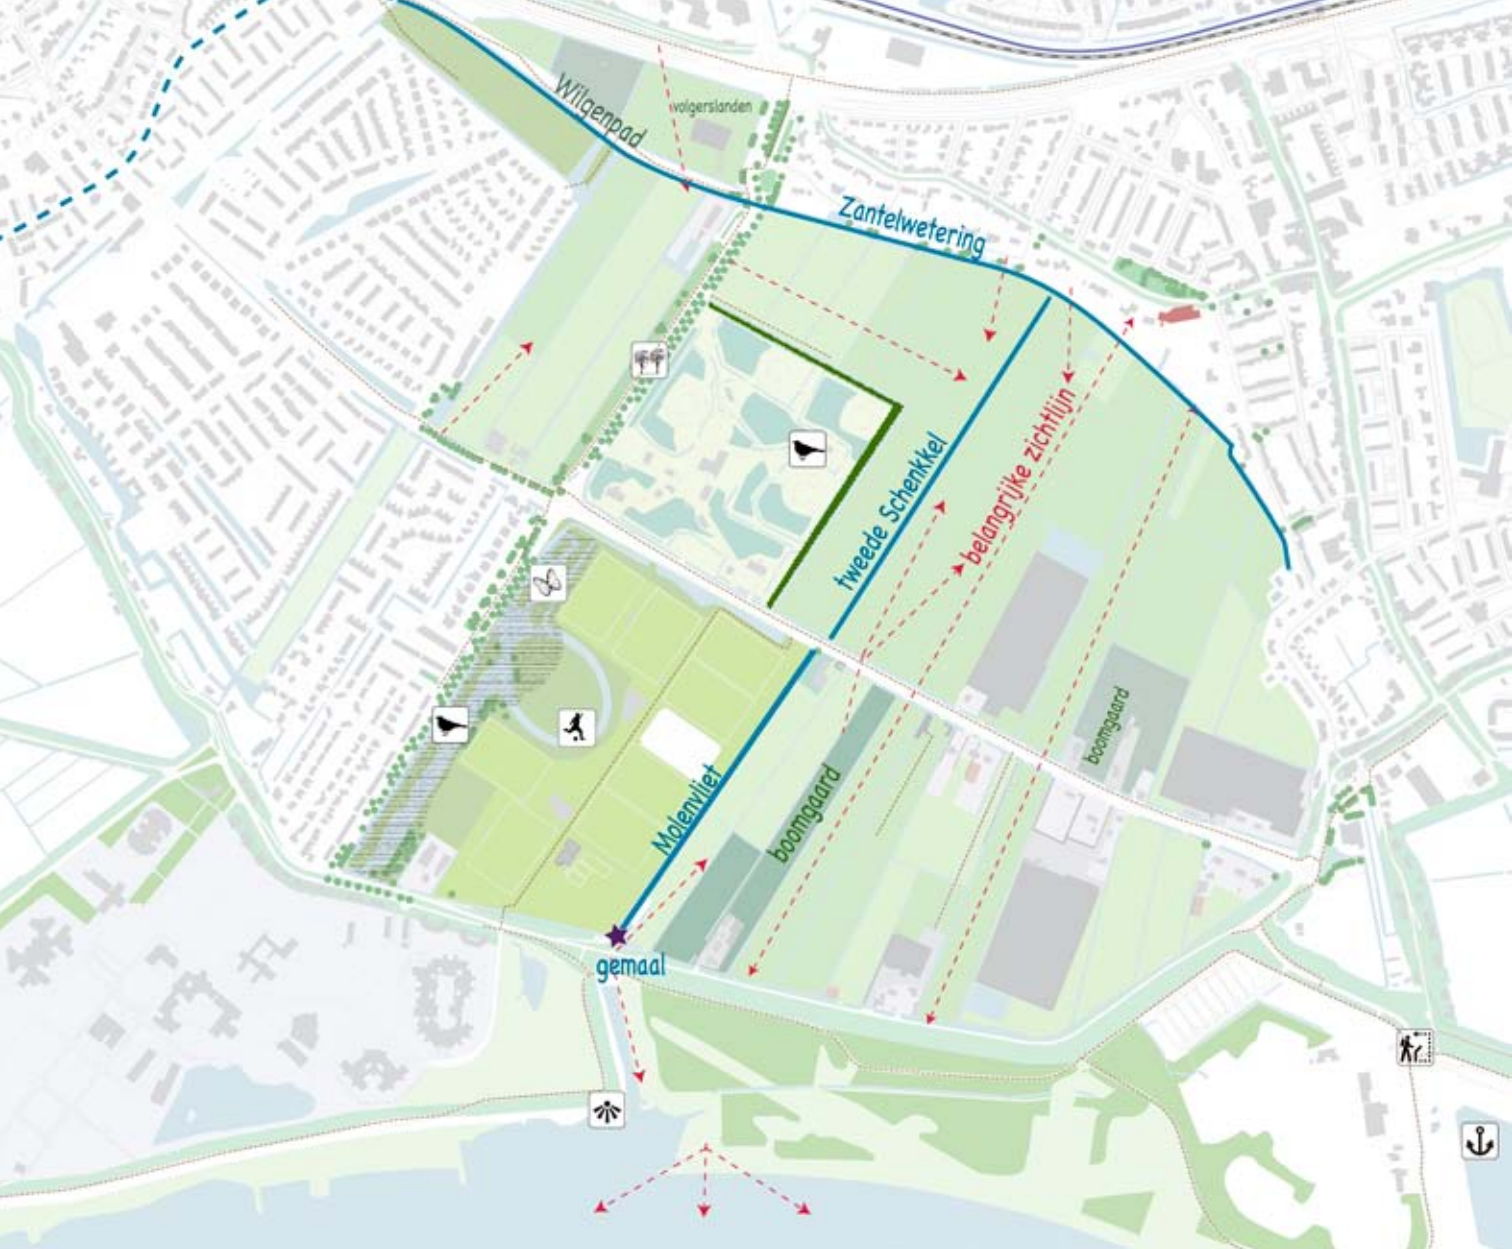 Wilgenpad
volgerslanden
Zantelwetering
tweede Schenkkel
belangrijke zichtlijn
boomgaard
Molenvliet
boomgaard
gemaal